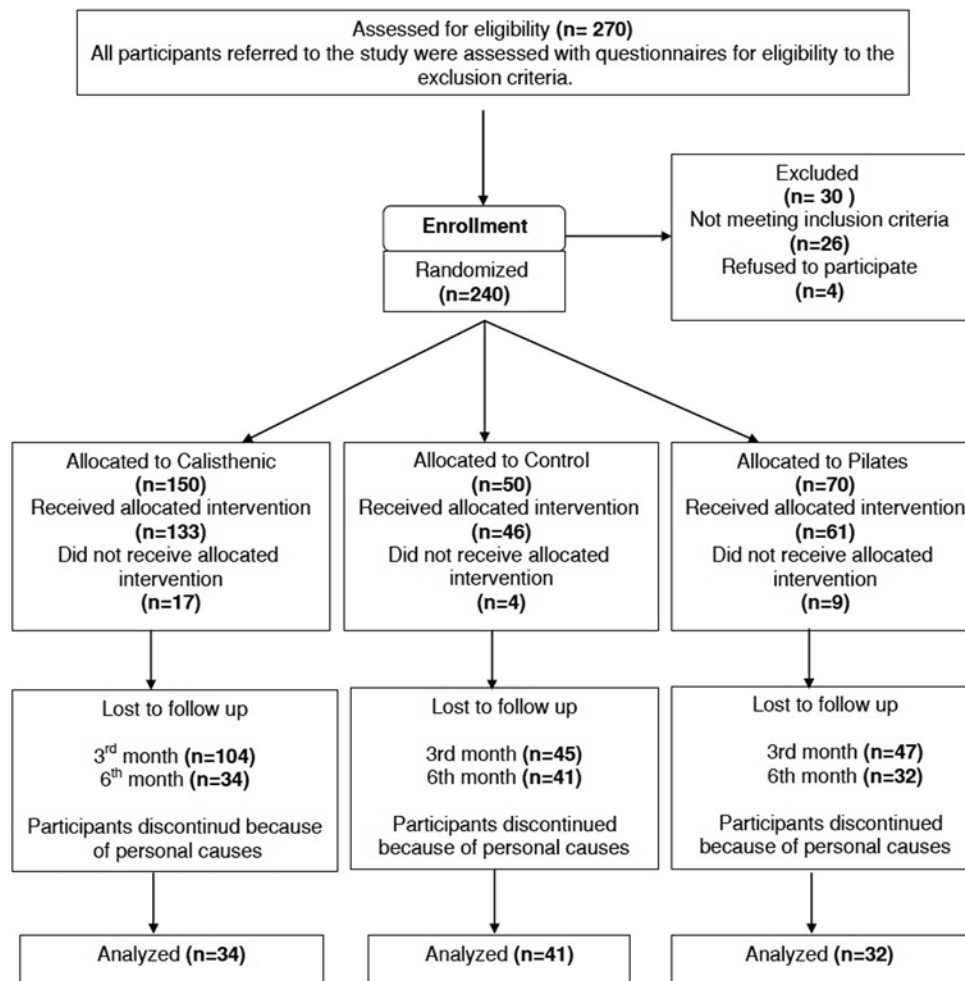 Assessed for eligibility (n= 270)
All participants referred to the study were assessed with questionnaires for eligibility to the
exclusion criteria.
Excluded
(n= 30 )
Not meeting inclusion criteria
(n=26)
Refused to participate
(n=4)
Enrollment
Randomized
(n=240)
Allocated to Calisthenic
(n=150)
Received allocated intervention
(n=133)
Did not receive allocated
intervention
(n=17)
Allocated to Control
(n=50)
Received allocated intervention
(n=46)
Did not receive allocated
intervention
(n=4)
Allocated to Pilates
(n=70)
Received allocated intervention
(n=61)
Did not receive allocated
intervention
(n=9)
Lost to follow up
3rd month (n=104)
6th month (n=34)
Participants discontinud because
of personal causes
Lost to follow up
3rd month (n=45)
6th month (n=41)
Participants discontinued
because of personal causes
Lost to follow up
3rd month (n=47)
6th month (n=32)
Participants discontinued
because of personal causes
Analyzed (n=34)
Analyzed (n=41)
Analyzed (n=32)